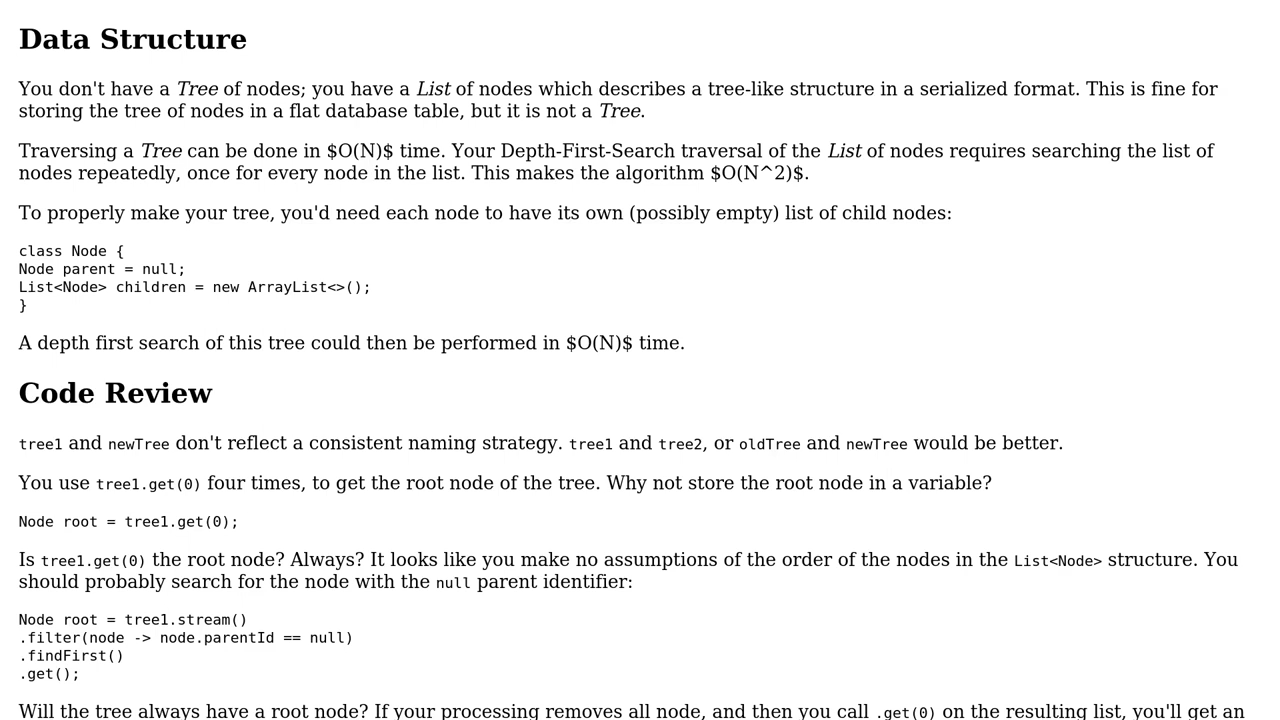 Data Structure
You don't have a Tree of nodes; you have a List of nodes which describes a tree-like structure in a serialized format. This is fine for
storing the tree of nodes in a flat database table, but it is not a Tree.
Traversing a Tree can be done in $O(N)$ time. Your Depth-First-Search traversal of the List of nodes requires searching the list of
nodes repeatedly, once for every node in the list. This makes the algorithm $O(N^2)$.
To properly make your tree, you'd need each node to have its own (possibly empty) list of child nodes:
class Node {
Node parent = null;
List<Node> children = new ArrayList<>();
}
A depth first search of this tree could then be performed in $O(N)$ time.
Code Review
tree1 and newTree don't reflect a consistent naming strategy. tree1 and tree2, or oldTree and newTree would be better.
You use tree1.get(0) four times, to get the root node of the tree. Why not store the root node in a variable?
Node root = tree1.get(0);
Is tree1.get(0) the root node? Always? It looks like you make no assumptions of the order of the nodes in the List<Node> structure. You
should probably search for the node with the null parent identifier:
Node root = tree1.stream()
.filter(node -> node.parentId == null)
.findFirst()
.get();
Will the tree always have a root node? If your processing removes all node, and then you call .get(0) on the resulting list, you'll get an